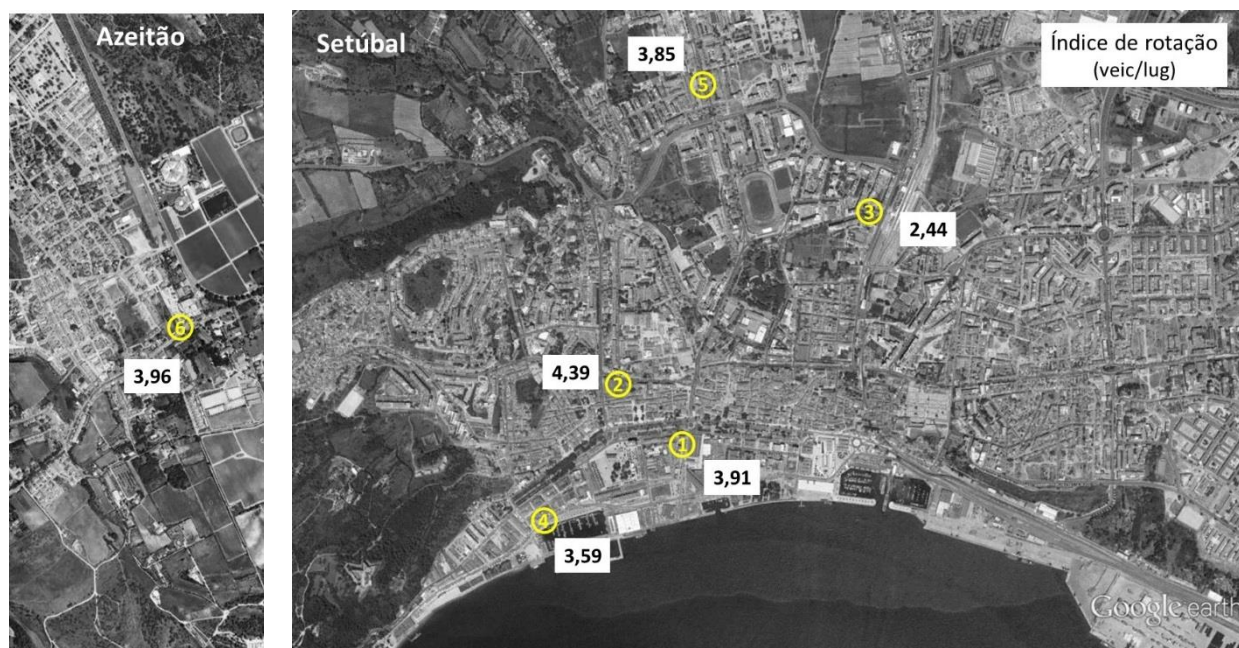 Azeitão
6
3,96
Setúbal
Índice de rotação
(veic/lug)
3,85
5
3
2,44
4,39
2
1
3,91
4
3,59
Google earth